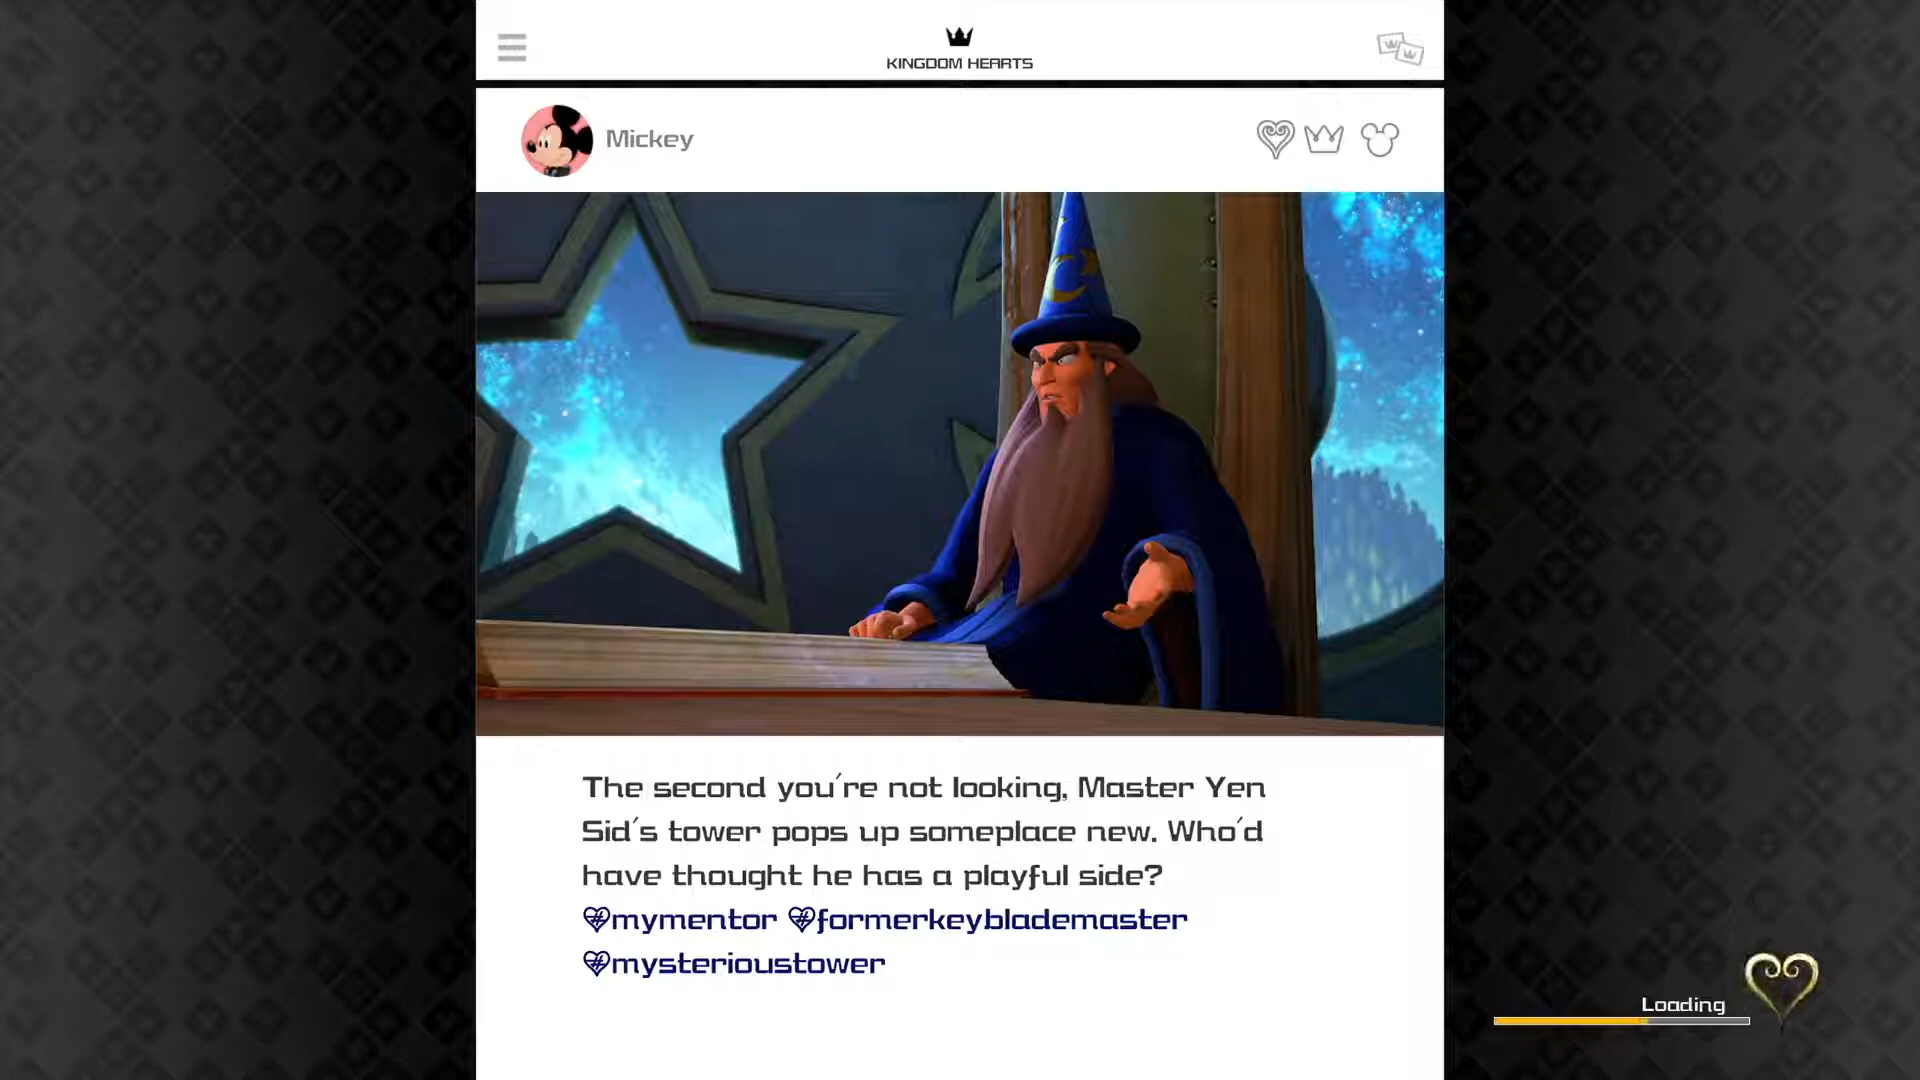 KINGDOM HEARTS
Mickey
The second you're not looking, Master Yen
Sid's tower pops up someplace new. Who'd
have thought he has a playful side?
#mymentor #formerkeyblademaster
#mysterioustower
Loading